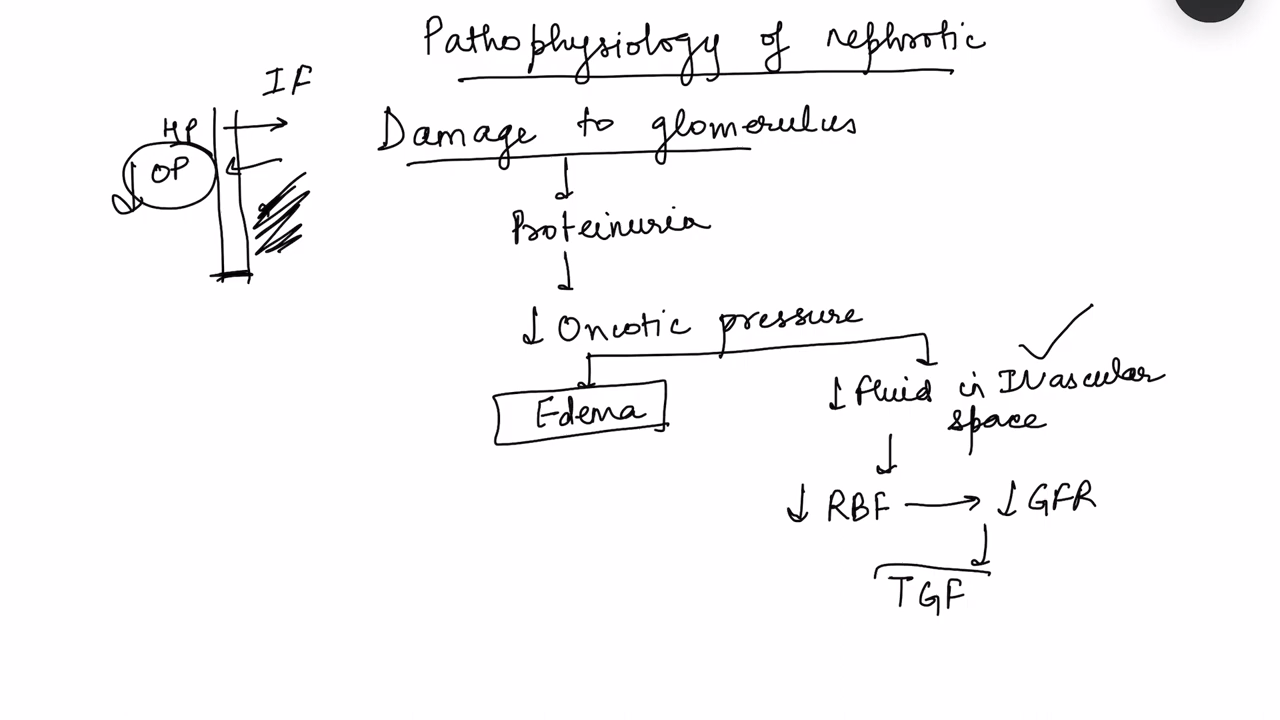 Pathophysiology of nephrotic
IF
HP
↓ OP
Damage to glomerulus
↓
Proteinuria
↓
↓ Oncotic pressure
Edema
↓ fluid in IVascular
space
↓
↓ RBF → ↓ GFR
↓
TGF